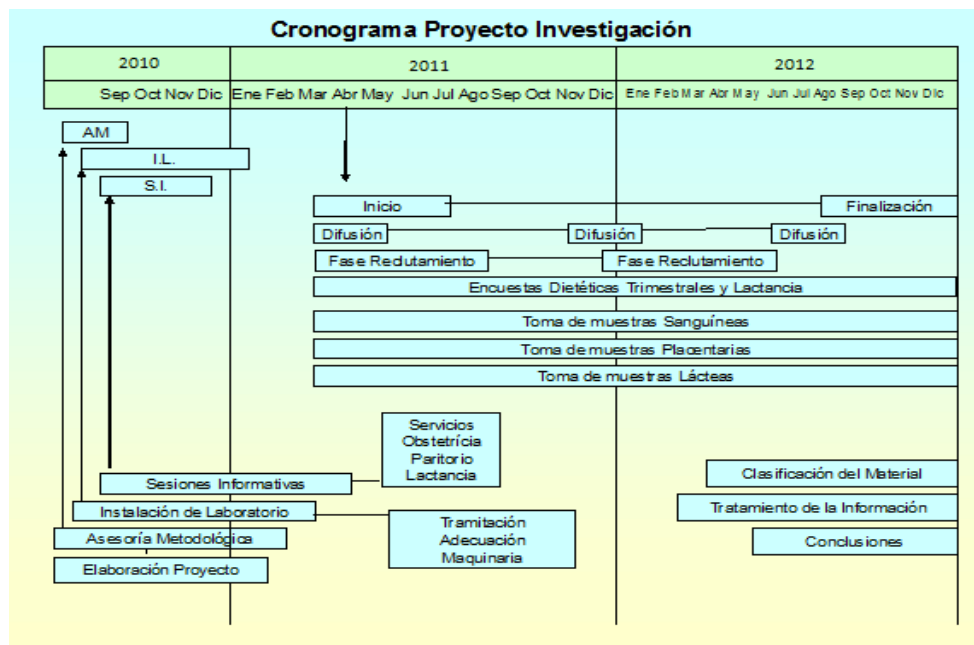 Cronograma Proyecto Investigación
2010 2011 2012
Sep Oct Nov Dic Ene Feb Mar Abr May Jun Jul Ago Sep Oct Nov Dic Ene Feb Mar Abr May Jun Jul Ago Sep Oct Nov Dic
AM
I.L.
S.I.
Inicio Finalización
Difusión Difusión Difusión
Fase Reclutamiento Fase Reclutamiento
Encuestas Dietéticas Trimestrales y Lactancia
Toma de muestras Sanguíneas
Toma de muestras Placentarias
Toma de muestras Lácteas
Servicios
Obstetrícia
Paritorio
Lactancia
Clasificación del Material
Sesiones Informativas
Instalación de Laboratorio
Tratamiento de la Información
Tramitación
Adecuación
Maquinaria
Asesoría Metodológica
Conclusiones
Elaboración Proyecto